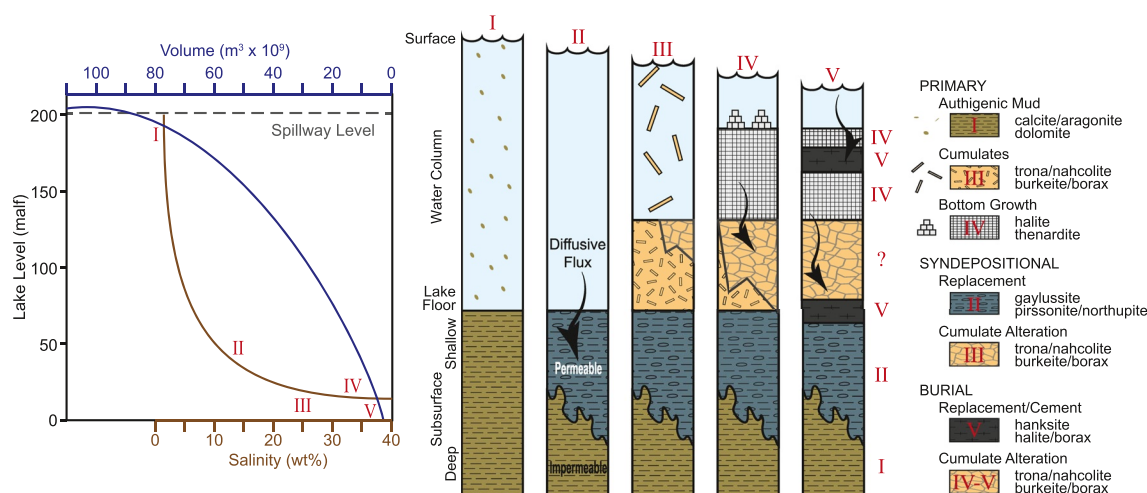 Volume (m³ x 10⁹)
100 80 60 40 20 0
200
150
100
50
0
Lake Level (malf)
Spillway Level
I
II
III
IV
V
0 10 20 30 40
Salinity (wt%)
I
II
III
IV
V
Surface
Water Column
Lake
Floor
Shallow
Subsurface
Deep
Diffusive
Flux
Permeable
Impermeable
IV
V
IV
?
V
II
I
PRIMARY
Authigenic Mud
I
calcite/aragonite
dolomite
Cumulates
III
trona/nahcolite
burkeite/borax
Bottom Growth
IV
halite
thenardite
SYNDEPOSITIONAL
Replacement
II
gaylussite
pirssonite/northupite
Cumulate Alteration
III
trona/nahcolite
burkeite/borax
BURIAL
Replacement/Cement
V
hanksite
halite/borax
Cumulate Alteration
IV-V
trona/nahcolite
burkeite/borax